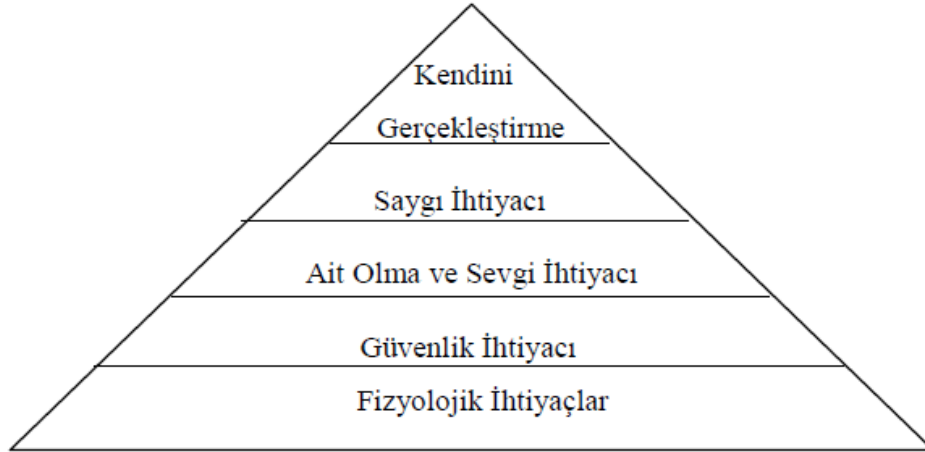 Kendini
Gerçekleştirme
Saygı İhtiyacı
Ait Olma ve Sevgi İhtiyacı
Güvenlik İhtiyacı
Fizyolojik İhtiyaçlar